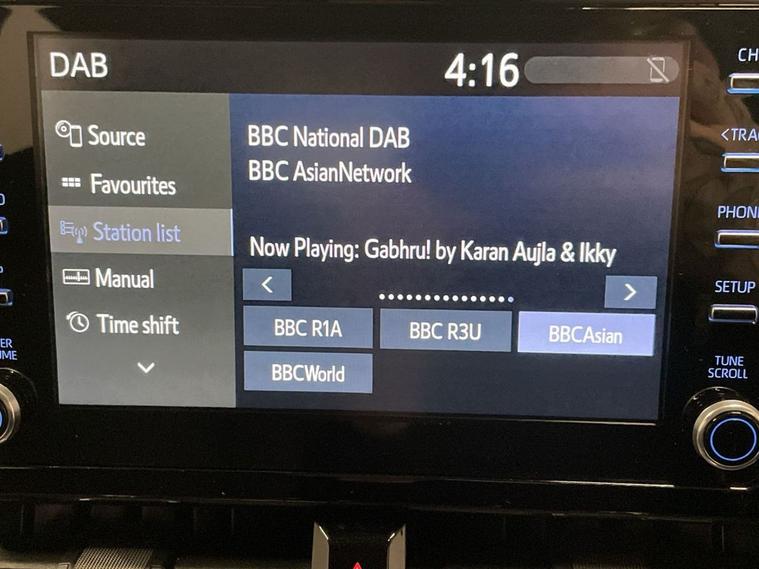 DAB
4:16
Source
Favourites
Station list
Manual
Time shift
BBC National DAB
BBC AsianNetwork
Now Playing: Gabhru! by Karan Aujla & Ikky
BBC R1A
BBC R3U
BBCAsian
BBCWorld
CH
<TRA
PHON
SETUP
TUNE
SCROLL